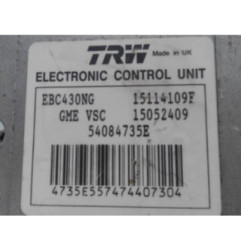 TRW
Made in UK
ELECTRONIC CONTROL UNIT
EBC430NG 15114109F
GME VSC 15052409
54084735E
4735E557474407304